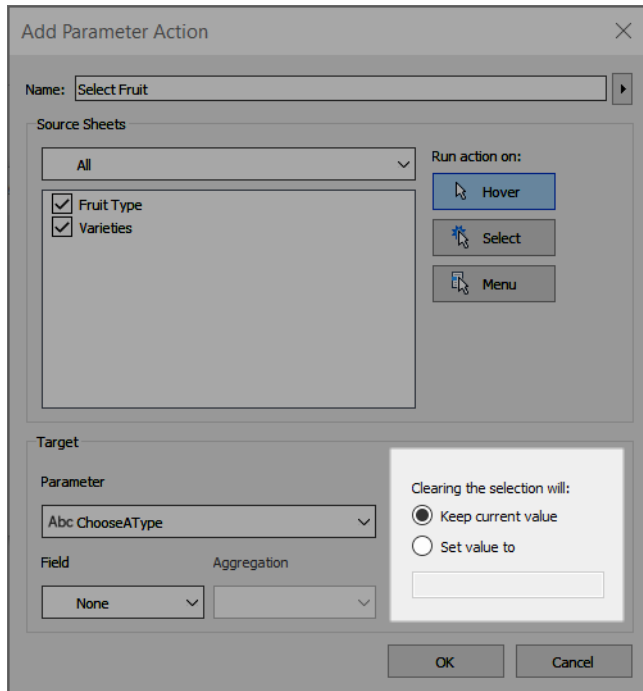 Add Parameter Action
Name: Select Fruit
Source Sheets
All
Fruit Type
Varieties
Run action on:
Hover
Select
Menu
Target
Parameter
Abc ChooseAType
Field
Aggregation
None
Clearing the selection will:
Keep current value
Set value to
OK
Cancel